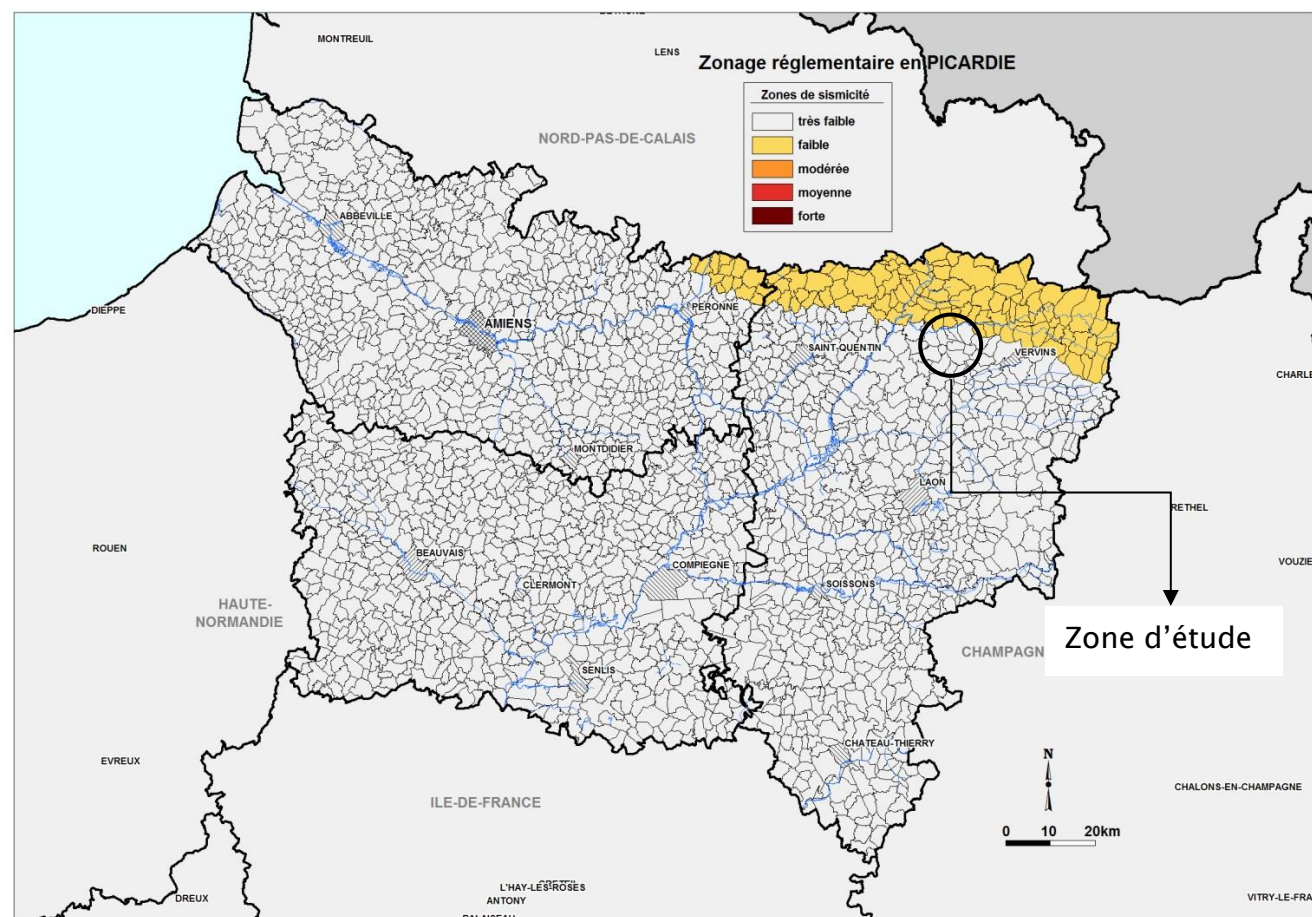 MONTREUIL
LENS
Zonage réglementaire en PICARDIE
Zones de sismicité
très faible
faible
modérée
moyenne
forte
NORD-PAS-DE-CALAIS
ABBEVILLE
DIEPPE
AMIENS
PERONNE
SAINT-QUENTIN
VERVINS
CHARLE
MONTDIDIER
LAON
RETHEL
ROUEN
BEAUVAIS
CLERMONT
COMPIEGNE
SOISSONS
VOUZIE
HAUTE-
NORMANDIE
Zone d'étude
CHAMPAGN
SENLIS
CHATEAU-THIERRY
EVREUX
N
ILE-DE-FRANCE
CHALONS-EN-CHAMPAGNE
0 10 20km
L'HAY-LES-ROSES
DREUX
ANTONY
VITRY-LE-FRA